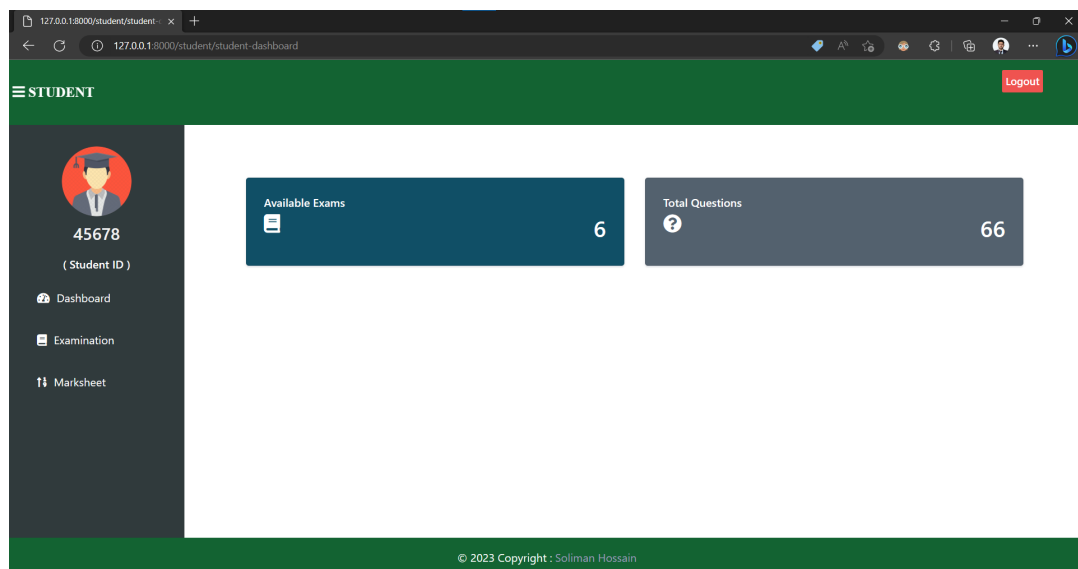 127.0.0.1:8000/student/student-
127.0.0.1:8000/student/student-dashboard
STUDENT
Logout
45678
( Student ID )
Dashboard
Examination
Marksheet
Available Exams
6
Total Questions
66
© 2023 Copyright : Soliman Hossain